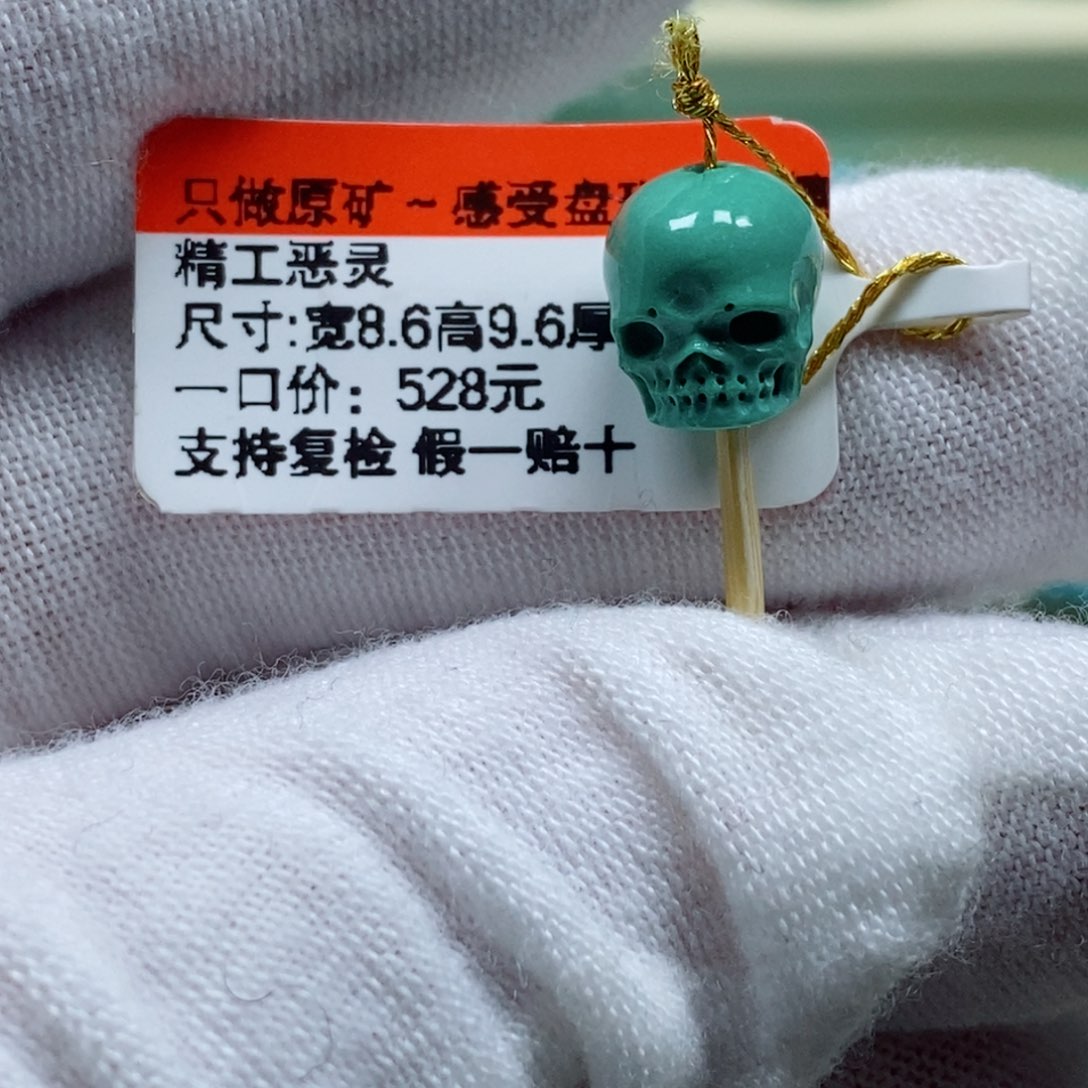 只做原矿~感受盘
精工恶灵
尺寸:宽8.6高9.6厚
一口价：528元
支持复检 假一赔十